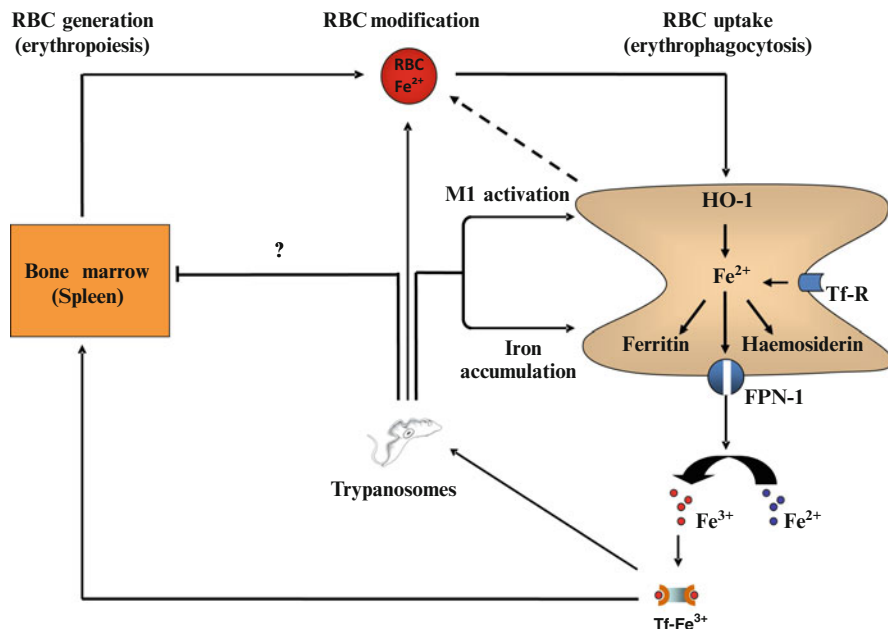 RBC generation
(erythropoiesis)
RBC modification
RBC uptake
(erythrophagocytosis)
RBC
Fe²⁺
M1 activation
HO-1
?
Bone marrow
(Spleen)
Fe²⁺
Tf-R
Iron
accumulation
Ferritin
Haemosiderin
FPN-1
Trypanosomes
Fe³⁺
Fe²⁺
Tf-Fe³⁺